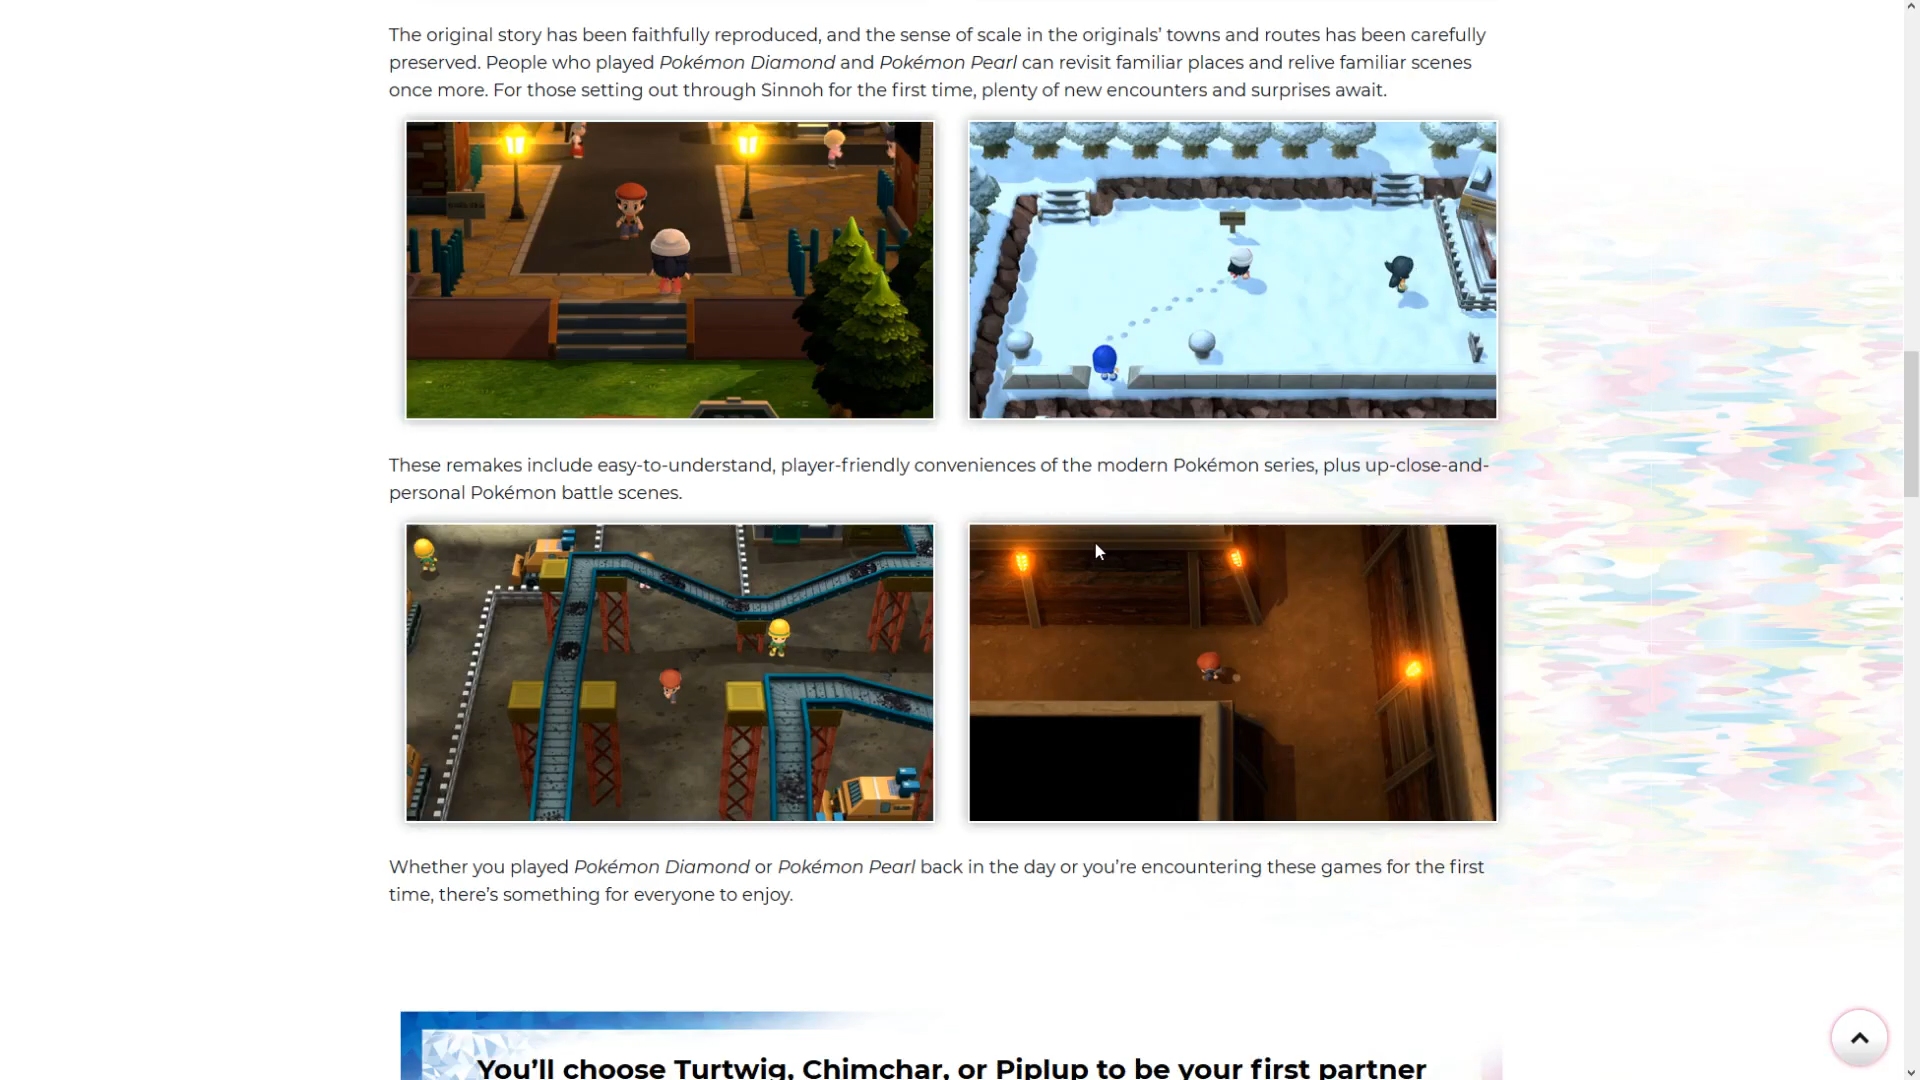 The original story has been faithfully reproduced, and the sense of scale in the originals’ towns and routes has been carefully
preserved. People who played Pokémon Diamond and Pokémon Pearl can revisit familiar places and relive familiar scenes
once more. For those setting out through Sinnoh for the first time, plenty of new encounters and surprises await.
These remakes include easy-to-understand, player-friendly conveniences of the modern Pokémon series, plus up-close-and-
personal Pokémon battle scenes.
Whether you played Pokémon Diamond or Pokémon Pearl back in the day or you’re encountering these games for the first
time, there’s something for everyone to enjoy.
You’ll choose Turtwig, Chimchar, or Piplup to be your first partner